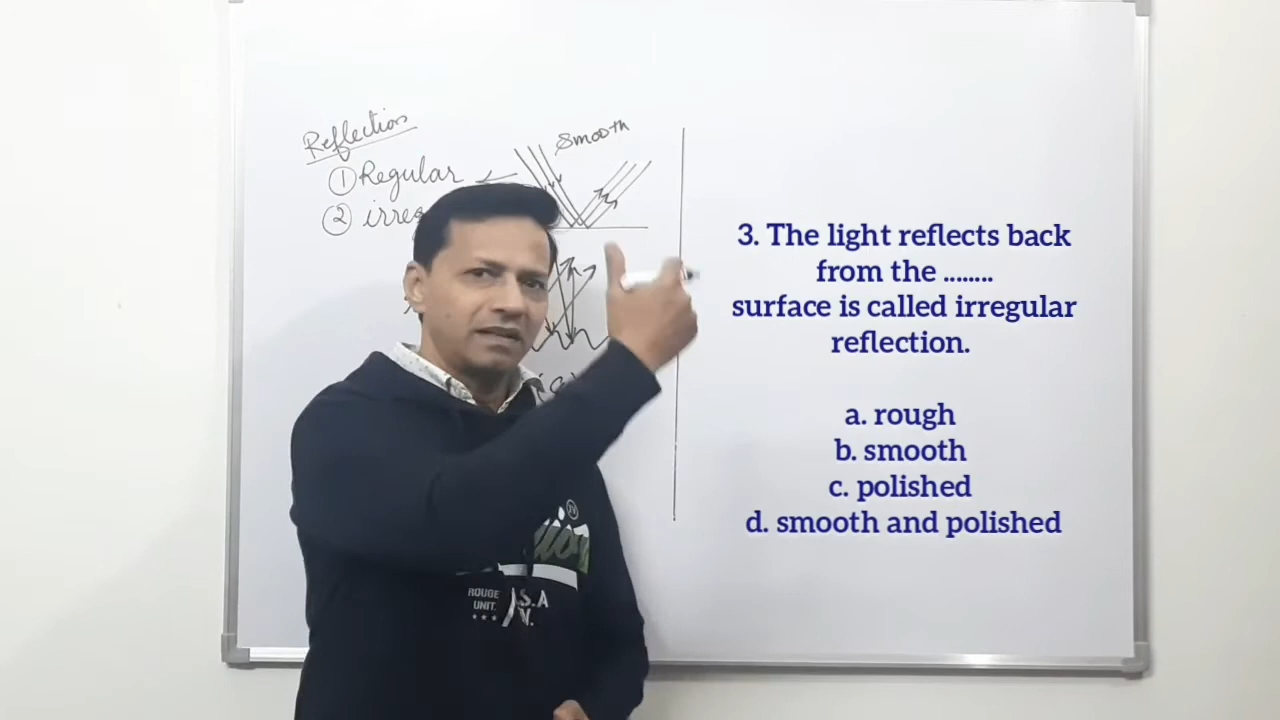 Reflection
① Regular
② irreg
Smooth
3. The light reflects back
from the ........
surface is called irregular
reflection.
a. rough
b. smooth
c. polished
d. smooth and polished
ROUGE
UNIT.
S.A